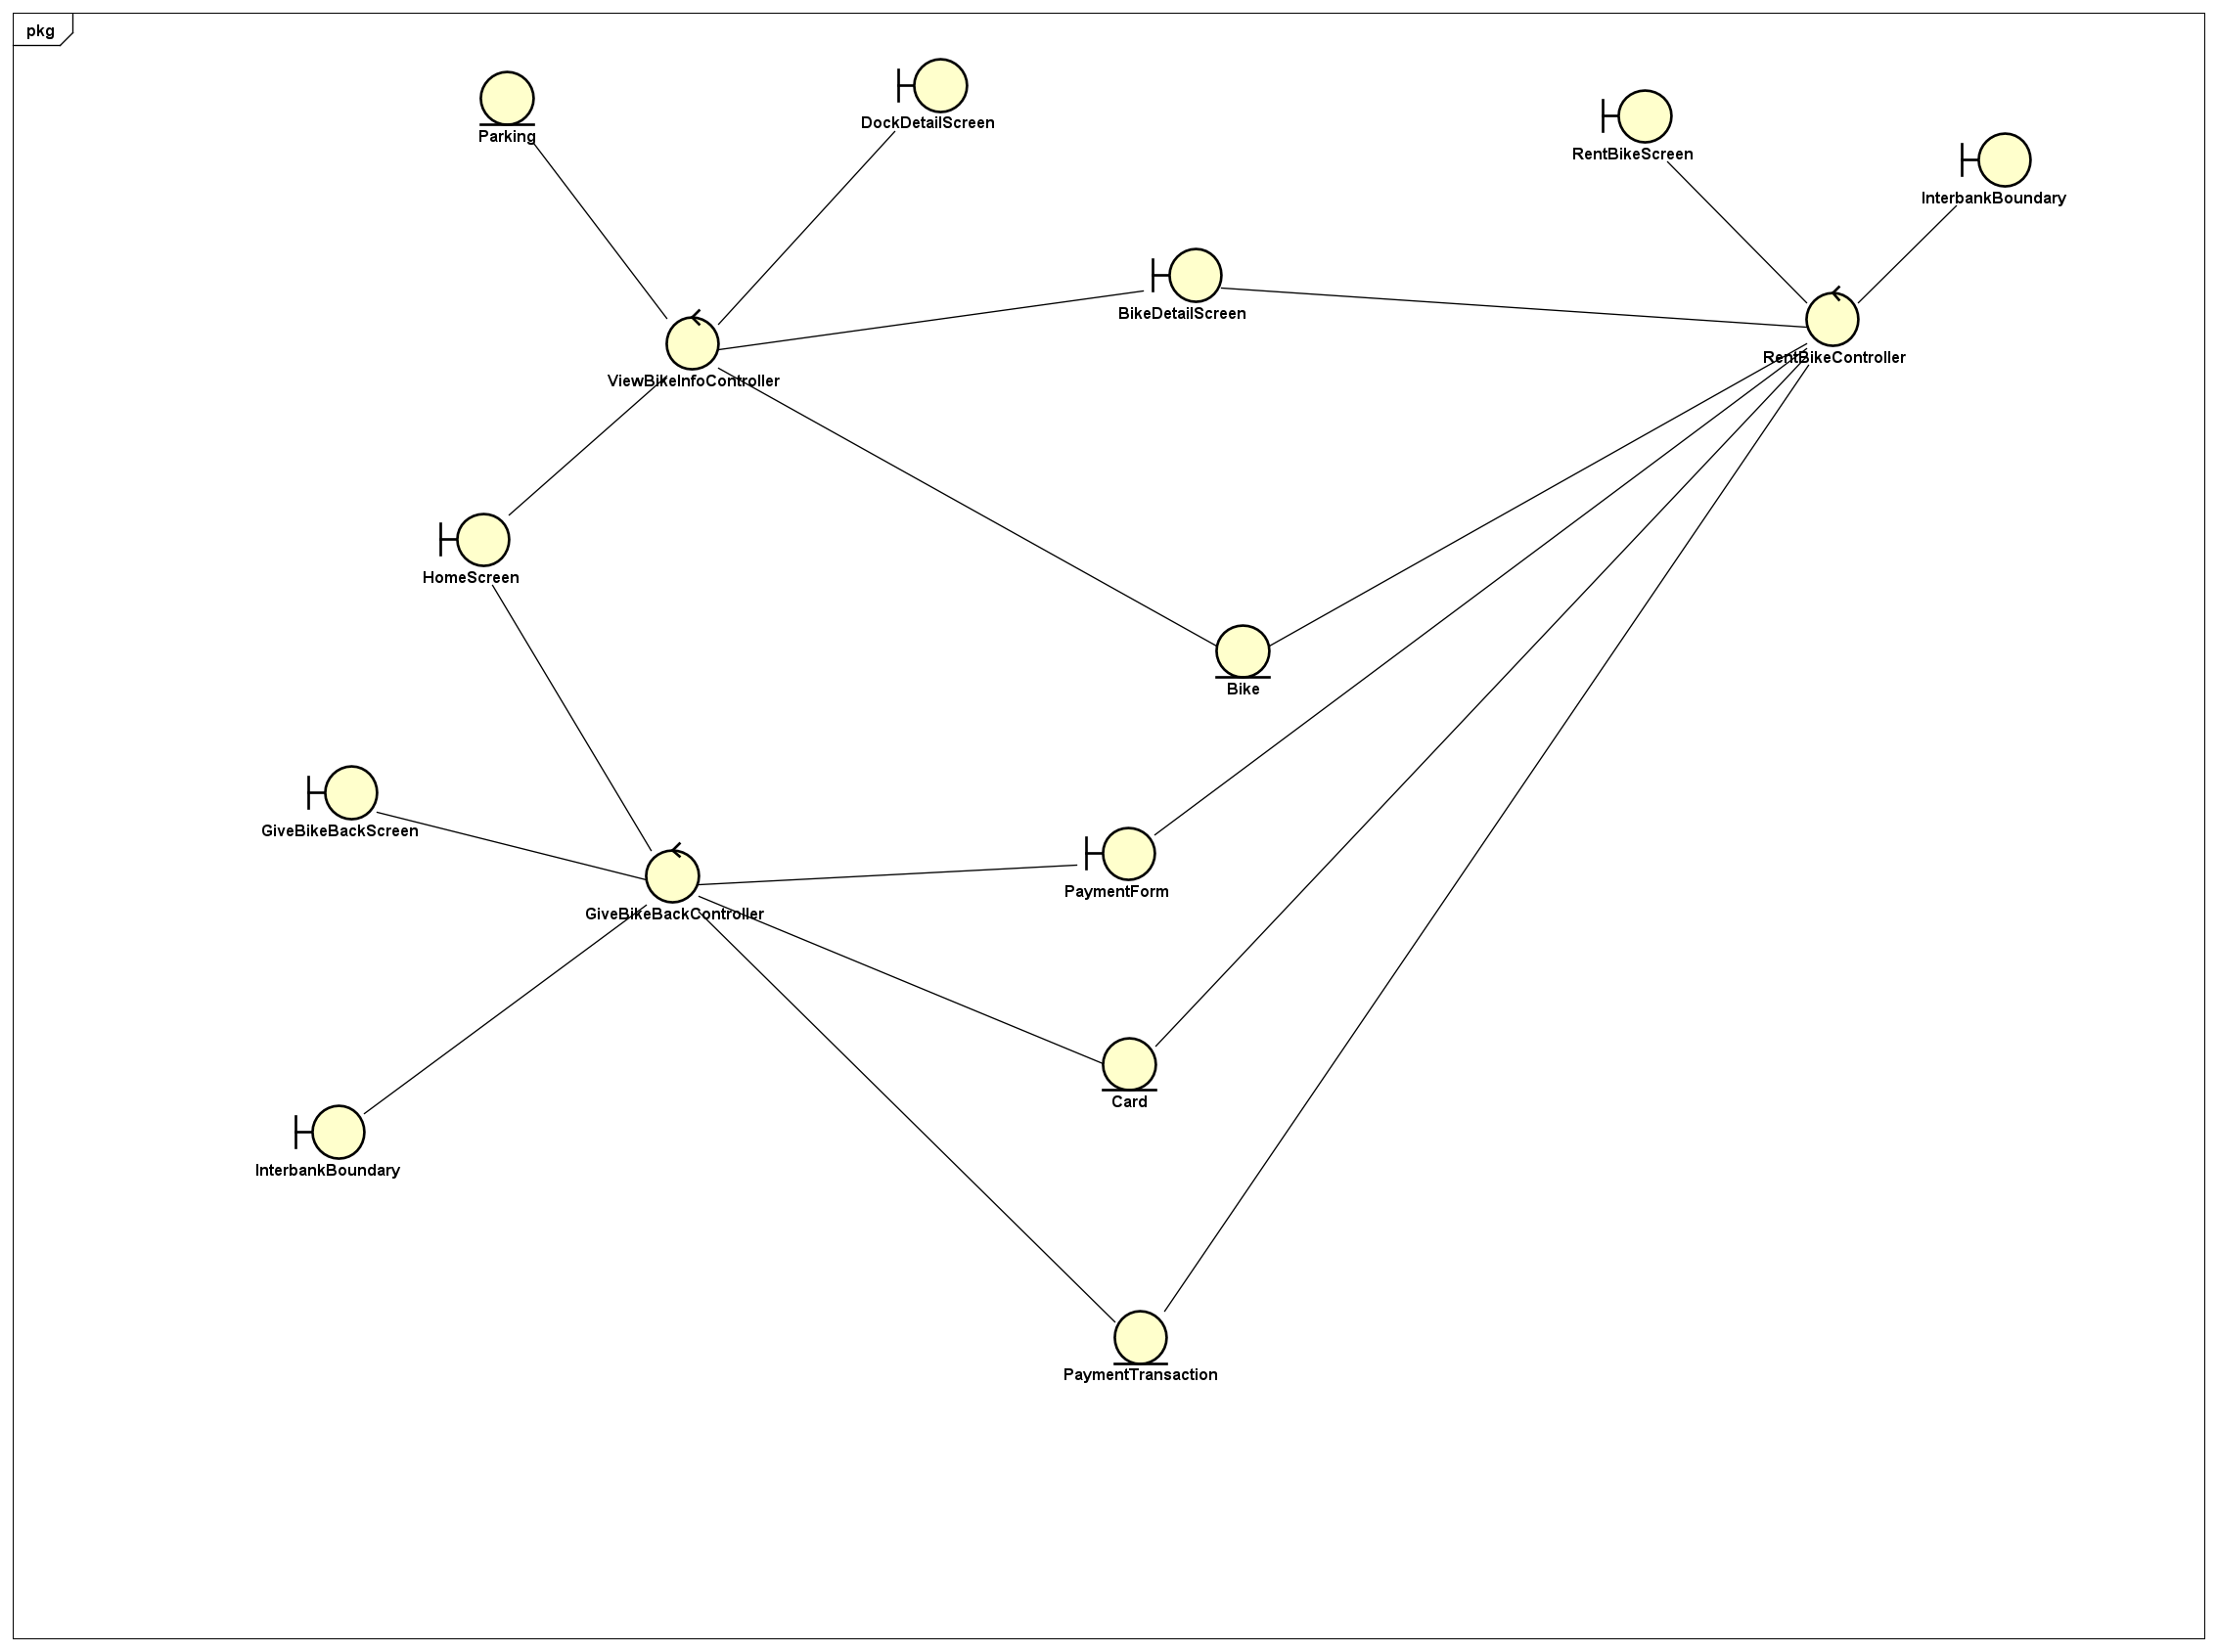 pkg
Parking
DockDetailScreen
RentBikeScreen
InterbankBoundary
BikeDetailScreen
RentBikeController
ViewBikeInfoController
HomeScreen
Bike
GiveBikeBackScreen
PaymentForm
GiveBikeBackController
Card
InterbankBoundary
PaymentTransaction